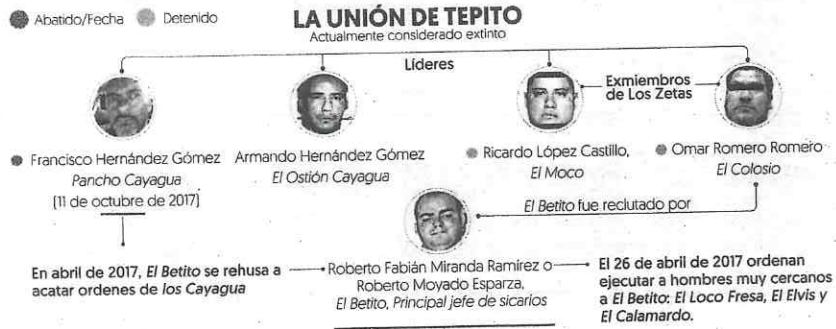 LA UNIÓN DE TEPITO
Abatido/Fecha Detenido
Actualmente considerado extinto
Líderes
Exmiembros
de Los Zetas
Francisco Hernández Gómez
Pancho Cayagua
(11 de octubre de 2017)
Armando Hernández Gómez
El Ostión Cayagua
Ricardo López Castillo,
El Moco
Omar Romero Romero
El Colosio
El Betito fue reclutado por
En abril de 2017, El Betito se rehusa a
acatar ordenes de los Cayagua
Roberto Fabián Miranda Ramírez o
Roberto Moyado Esparza,
El Betito, Principal jefe de sicarios
El 26 de abril de 2017 ordenan
ejecutar a hombres muy cercanos
a El Betito: El Loco Fresa, El Elvis y
El Calamardo.